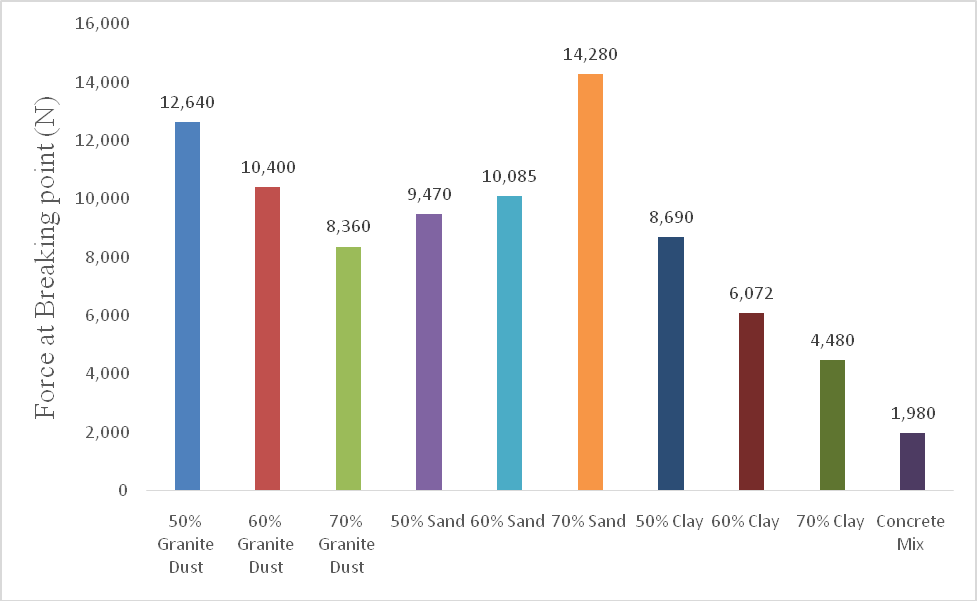 Force at Breaking point (N)
16,000
14,000
12,000
10,000
8,000
6,000
4,000
2,000
0
12,640
10,400
8,360
9,470
10,085
14,280
8,690
6,072
4,480
1,980
50%
Granite
Dust
60%
Granite
Dust
70%
Granite
Dust
50% Sand
60% Sand
70% Sand
50% Clay
60% Clay
70% Clay
Concrete
Mix